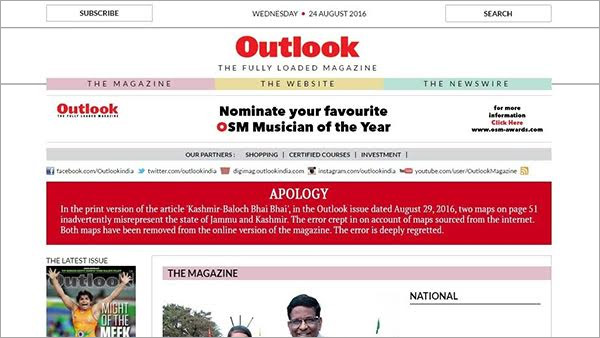 SUBSCRIBE
WEDNESDAY • 24 AUGUST 2016
SEARCH
Outlook
THE FULLY LOADED MAGAZINE
THE MAGAZINE
THE WEBSITE
THE NEWSWIRE
Outlook
THE FULLY LOADED MAGAZINE
Nominate your favourite
OSM Musician of the Year
for more
information
Click Here
www.osm-awards.com
OUR PARTNERS : SHOPPING | CERTIFIED COURSES | INVESTMENT |
facebook.com/Outlookindia
twitter.com/outlookindia
digimag.outlookindia.com
instagram.com/outlookindia
youtube.com/user/OutlookMagazine
APOLOGY
In the print version of the article 'Kashmir-Baloch Bhai Bhai', in the Outlook issue dated August 29, 2016, two maps on page 51
inadvertently misrepresent the state of Jammu and Kashmir. The error crept in on account of maps sourced from the internet.
Both maps have been removed from the online version of the magazine. The error is deeply regretted.
THE LATEST ISSUE
Outlook
MIGHT
OF THE
MEEK
THE MAGAZINE
NATIONAL